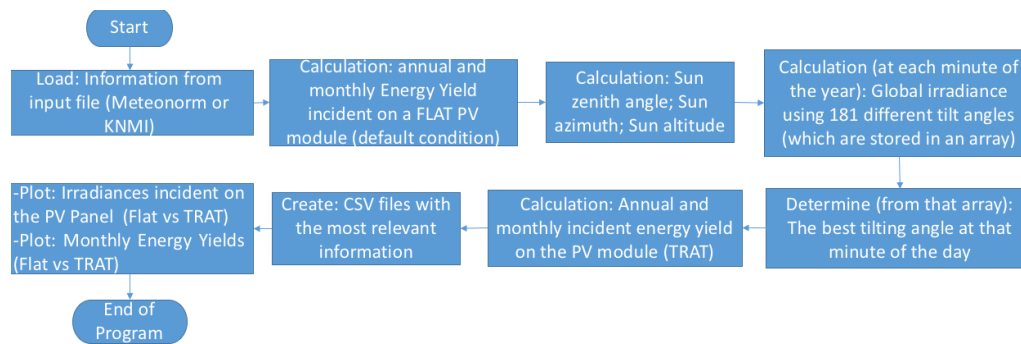 Start
Load: Information from
input file (Meteonorm or
KNMI)
Calculation: annual and
monthly Energy Yield
incident on a FLAT PV
module (default condition)
Calculation: Sun
zenith angle; Sun
azimuth; Sun altitude
Calculation (at each minute of
the year): Global irradiance
using 181 different tilt angles
(which are stored in an array)
Determine (from that array):
The best tilting angle at that
minute of the day
Calculation: Annual and
monthly incident energy yield
on the PV module (TRAT)
Create: CSV files with
the most relevant
information
-Plot: Irradiances incident on
the PV Panel (Flat vs TRAT)
-Plot: Monthly Energy Yields
(Flat vs TRAT)
End of
Program